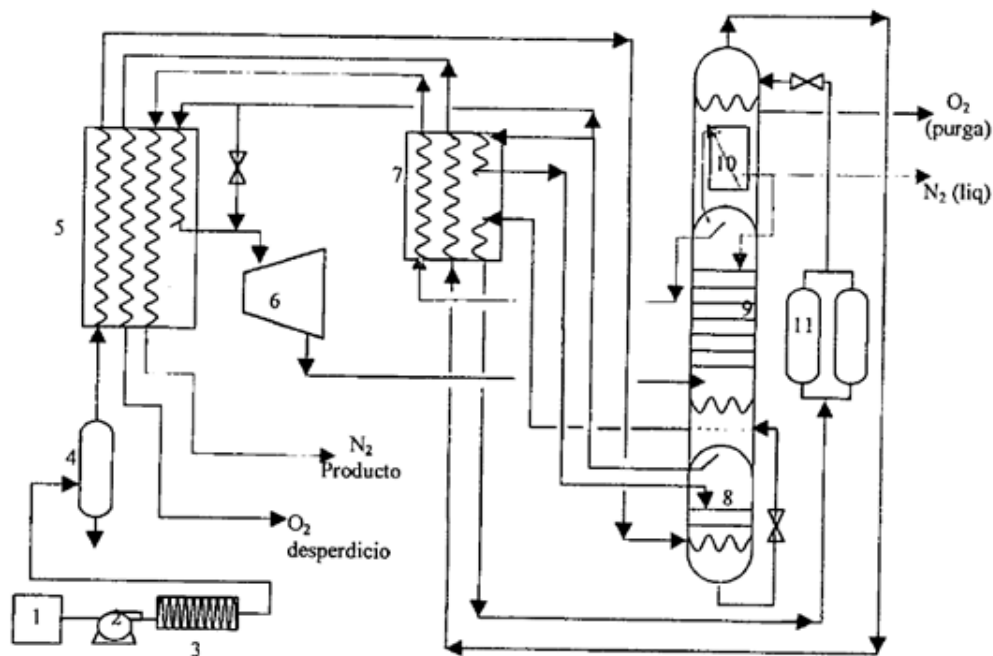 10
O₂
(purga)
7
N₂ (liq)
5
6
9
11
4
N₂
Producto
8
O₂
desperdicio
1
2
3